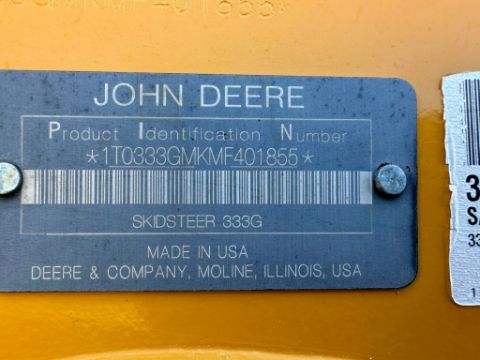 JOHN DEERE
Product Identification Number
*1T0333GMKMF401855*
SKIDSTEER 333G
MADE IN USA
DEERE & COMPANY, MOLINE, ILLINOIS, USA